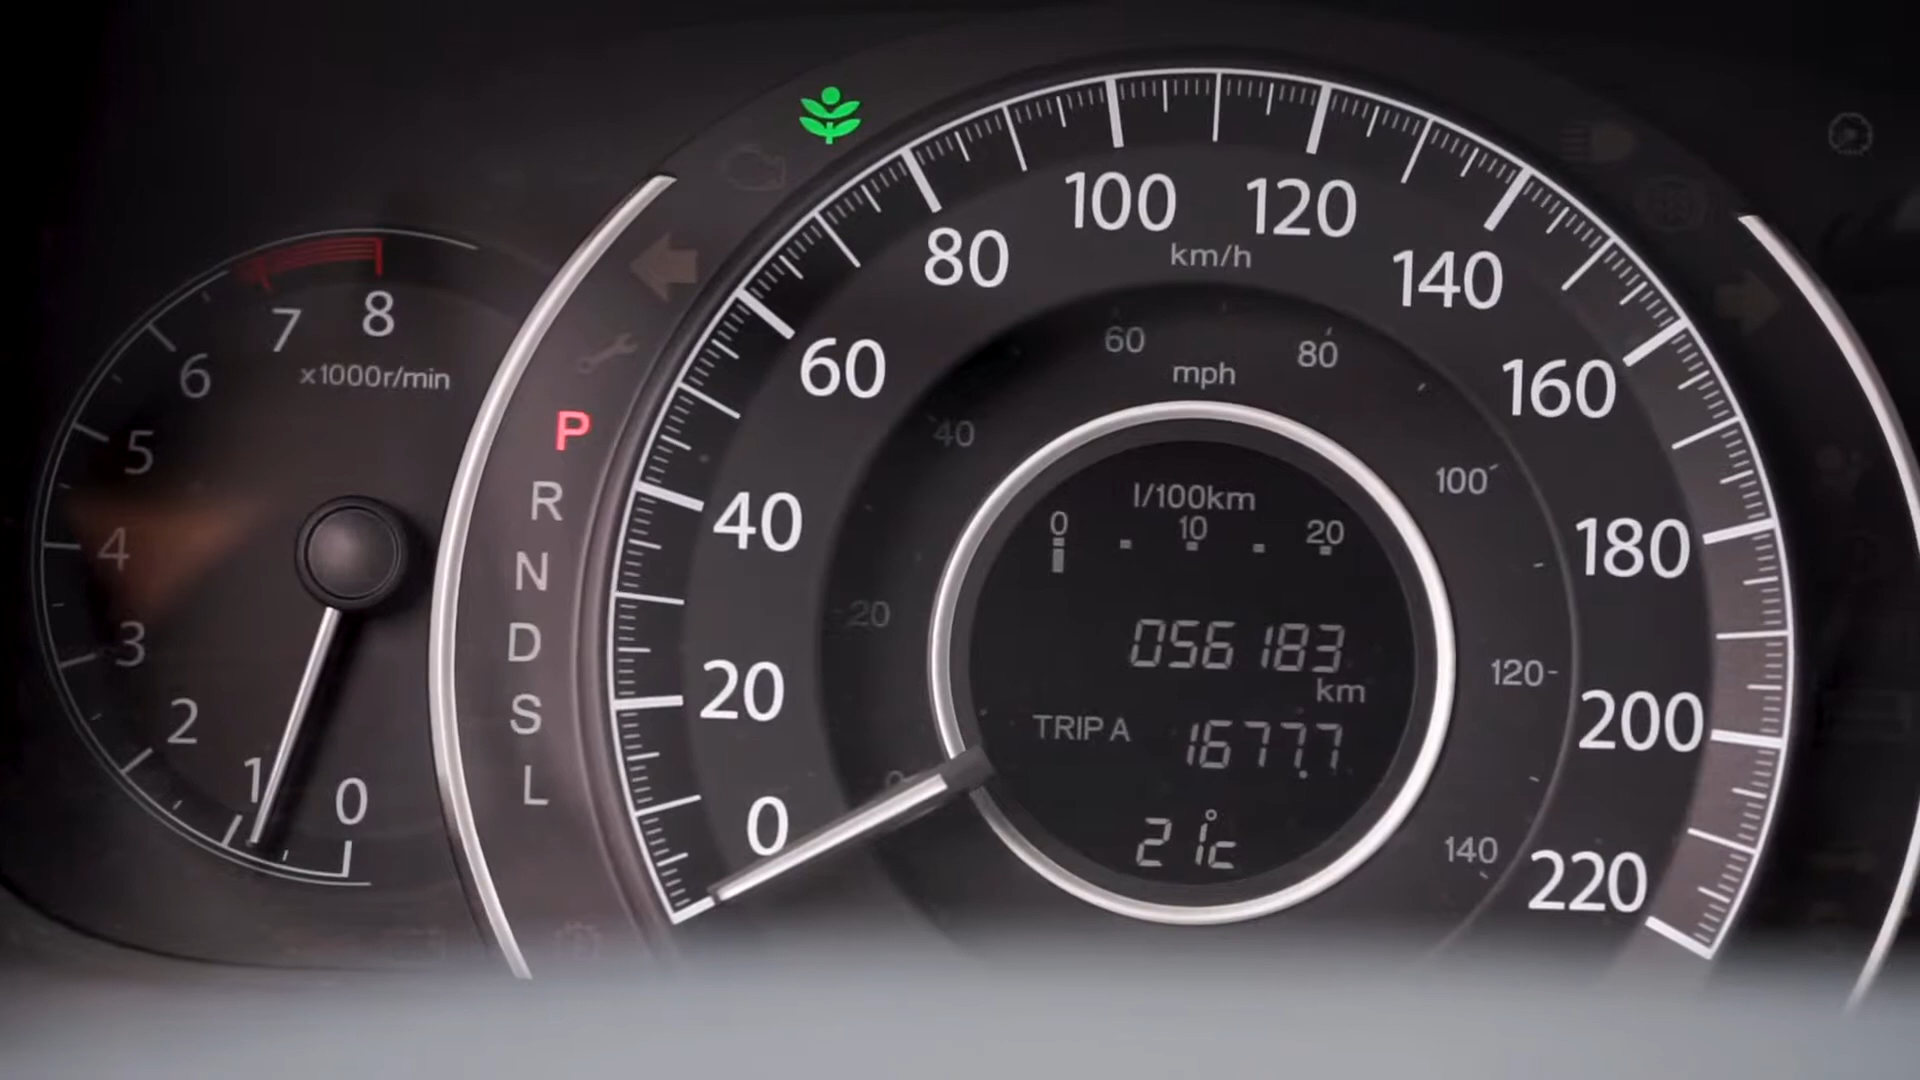 8
7
6
5
4
3
2
1
0
x1000r/min
P
R
N
D
S
L
0
20
40
60
80
100
120
140
160
180
200
220
km/h
20
40
60
80
100
120
140
mph
l/100km
0 10 20
056183
km
TRIP A 1677.7
21°c